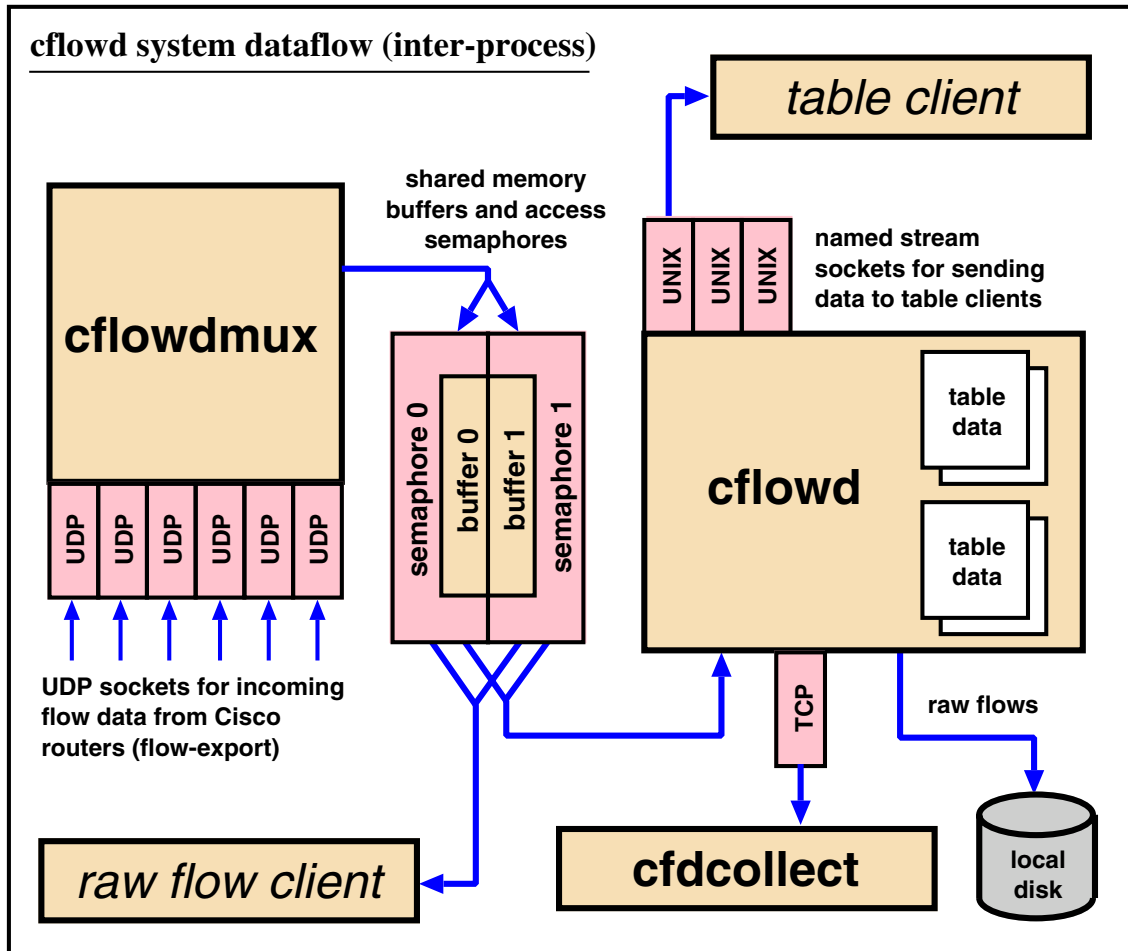 cflowd system dataflow (inter-process)
table client
shared memory
buffers and access
semaphores
UNIX
UNIX
UNIX
named stream
sockets for sending
data to table clients
cflowdmux
semaphore 0
buffer 0
buffer 1
semaphore 1
cflowd
table
data
table
data
UDP
UDP
UDP
UDP
UDP
UDP
UDP sockets for incoming
flow data from Cisco
routers (flow-export)
TCP
raw flows
raw flow client
cfdcollect
local
disk